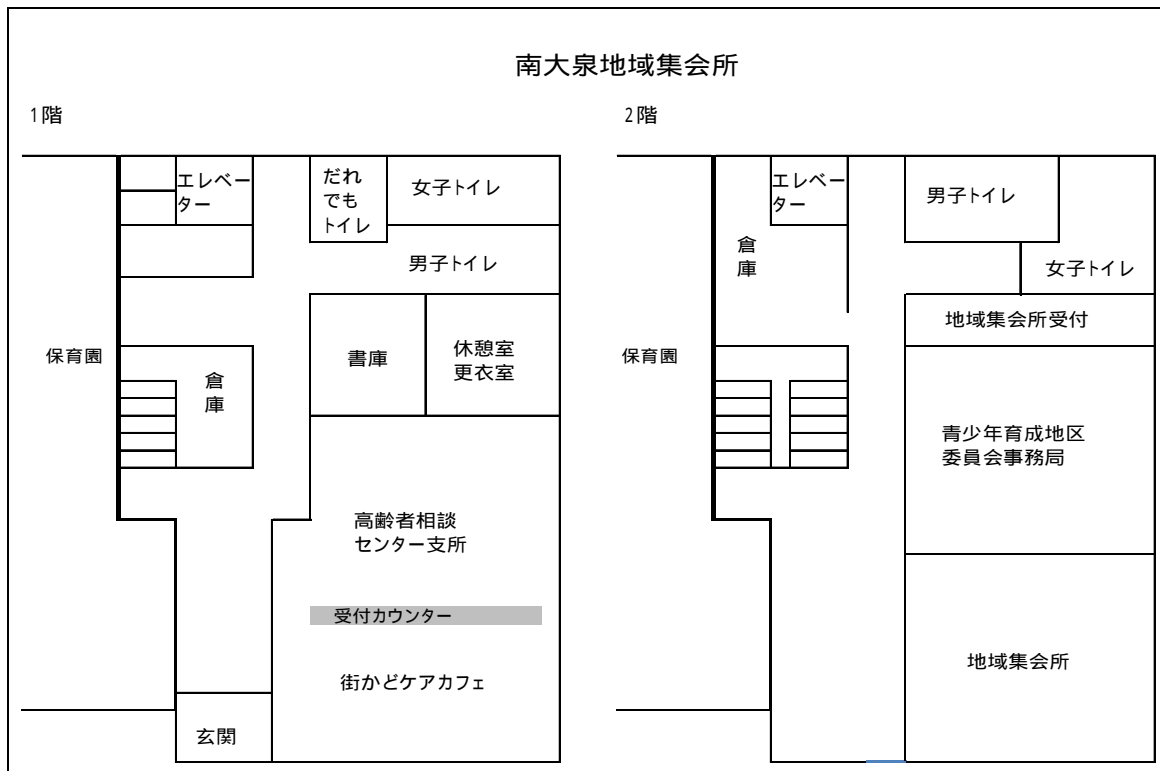 南大泉地域集会所
1階
エレベー
ター
だれ
でも
トイレ
女子トイレ
男子トイレ
保育園
倉
庫
書庫
休憩室
更衣室
高齢者相談
センター支所
受付カウンター
街かどケアカフェ
玄関
2階
エレベー
ター
男子トイレ
倉
庫
女子トイレ
地域集会所受付
保育園
青少年育成地区
委員会事務局
地域集会所